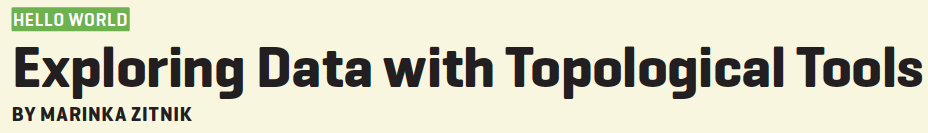 HELLO WORLD
Exploring Data with Topological Tools
BY MARINKA ZITNIK